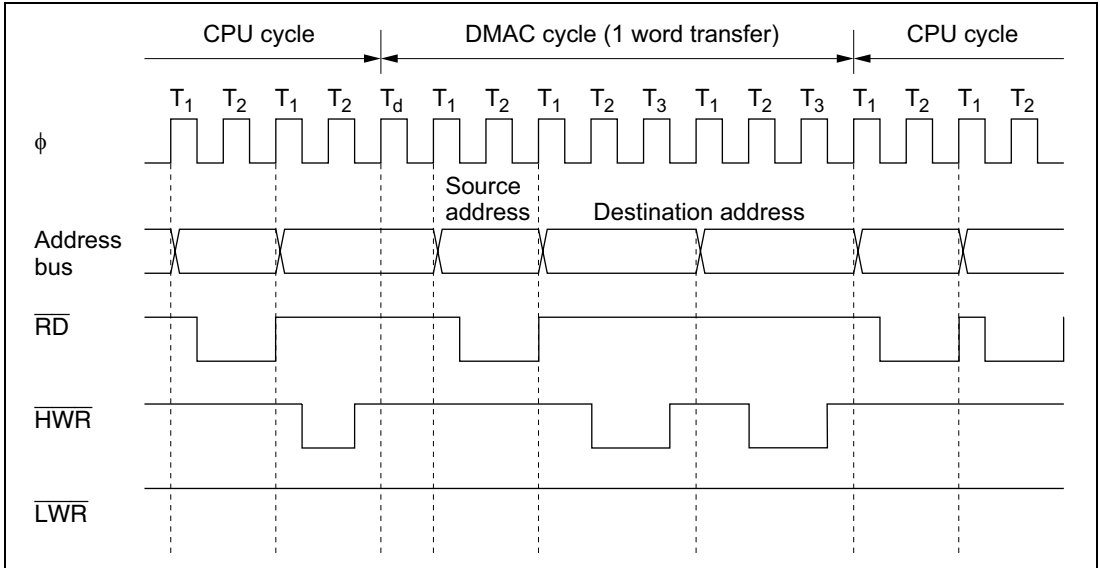 CPU cycle DMAC cycle (1 word transfer) CPU cycle
T1 T2 T1 T2 Td T1 T2 T1 T2 T3 T1 T2 T3 T1 T2 T1 T2
ϕ
Source
address Destination address
Address
bus
RD
HWR
LWR